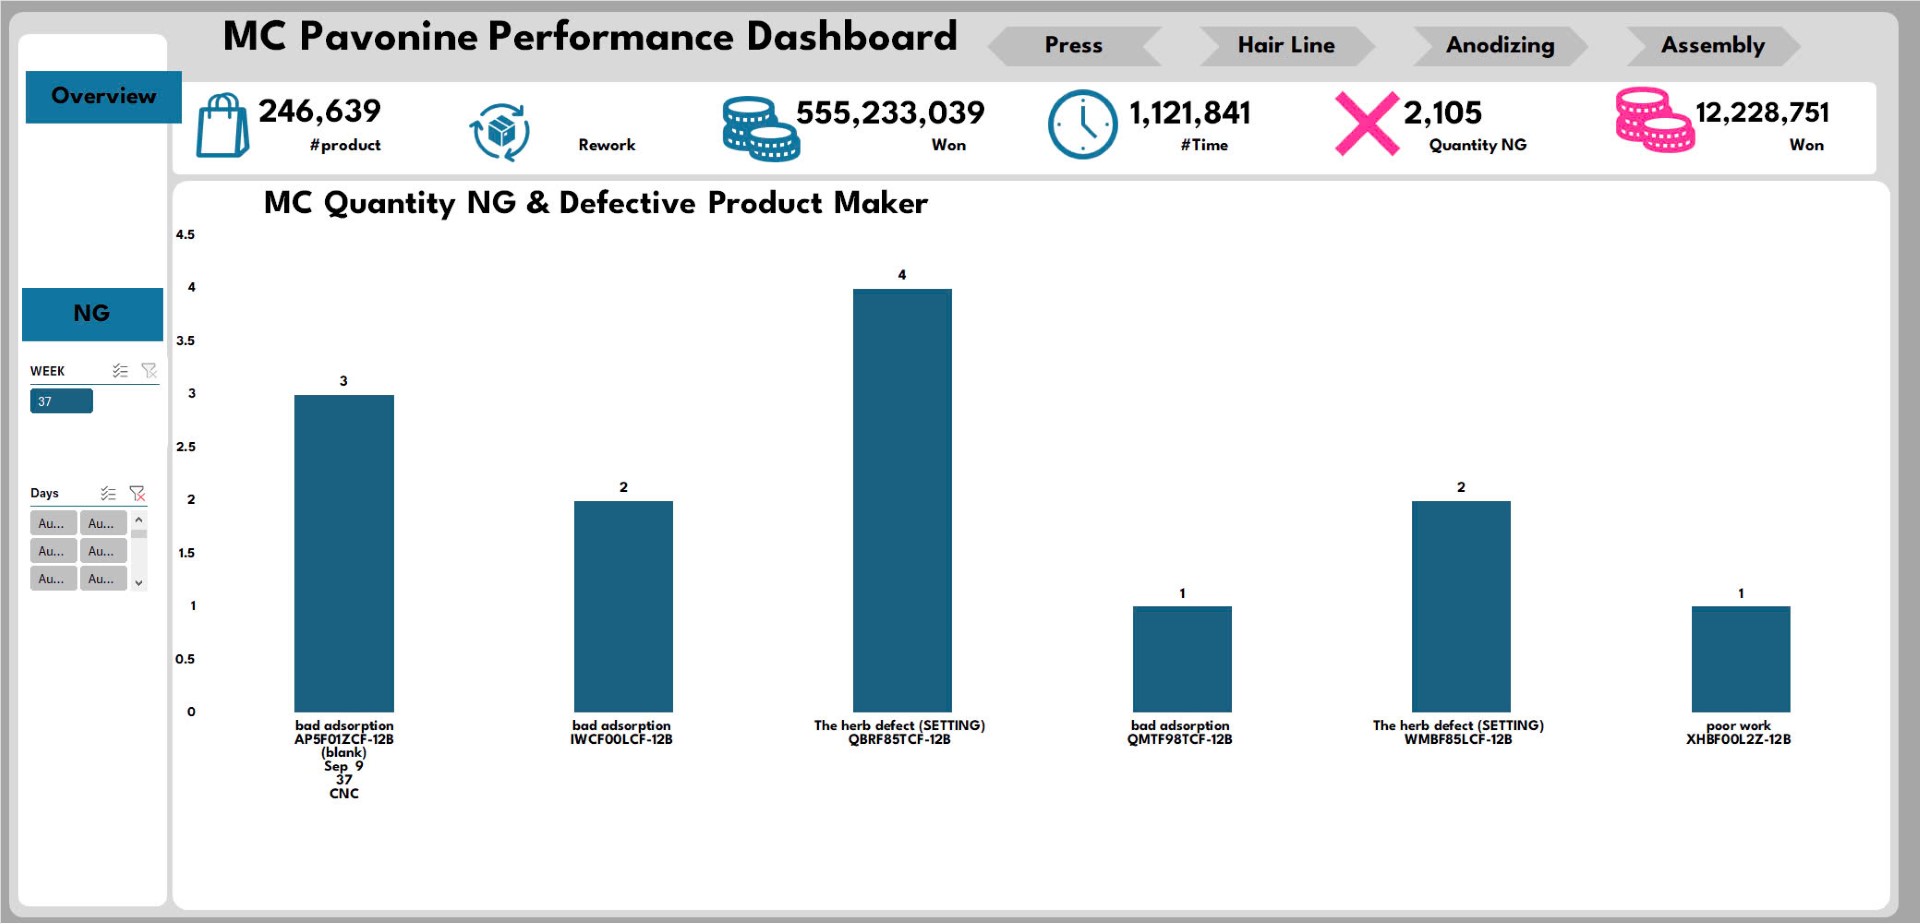 MC Pavonine Performance Dashboard
Press
Hair Line
Anodizing
Assembly
Overview
246,639
#product
Rework
555,233,039
Won
1,121,841
#Time
2,105
Quantity NG
12,228,751
Won
MC Quantity NG & Defective Product Maker
NG
WEEK
37
Days
Au... Au...
Au... Au...
Au... Au...
4.5
4
3.5
3
2.5
2
1.5
1
0.5
0
3
2
4
1
2
1
bad adsorption
AP5F01ZCF-12B
(blank)
Sep 9
37
CNC
bad adsorption
IWCF00LCF-12B
The herb defect (SETTING)
QBRF85TCF-12B
bad adsorption
QMTF98TCF-12B
The herb defect (SETTING)
WMBF85LCF-12B
poor work
XHBF00L2Z-12B